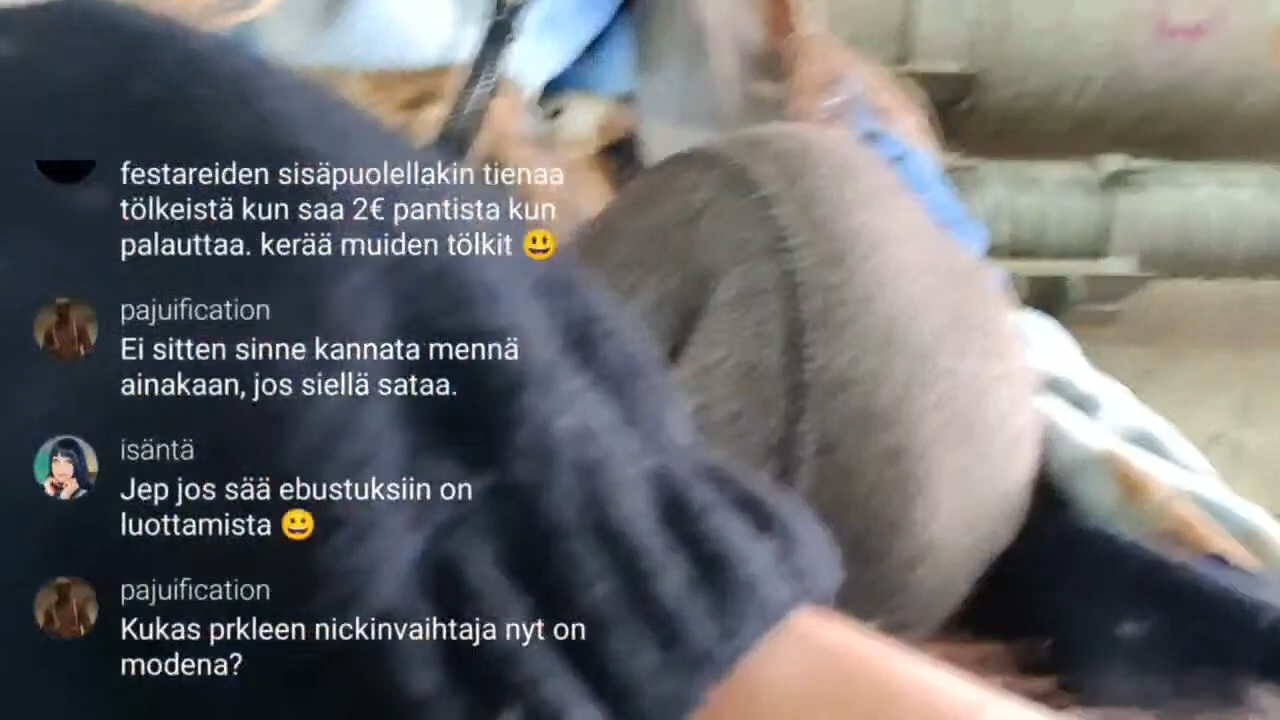 festareiden sisäpuolellakin tienaa
tölkeistä kun saa 2€ pantista kun
palauttaa. kerää muiden tölkit 😃
pajuification
Ei sitten sinne kannata mennä
ainakaan, jos siellä sataa.
isäntä
Jep jos sää ebustuksiin on
luottamista 😀
pajuification
Kukas prkleen nickinvaihtaja nyt on
modena?